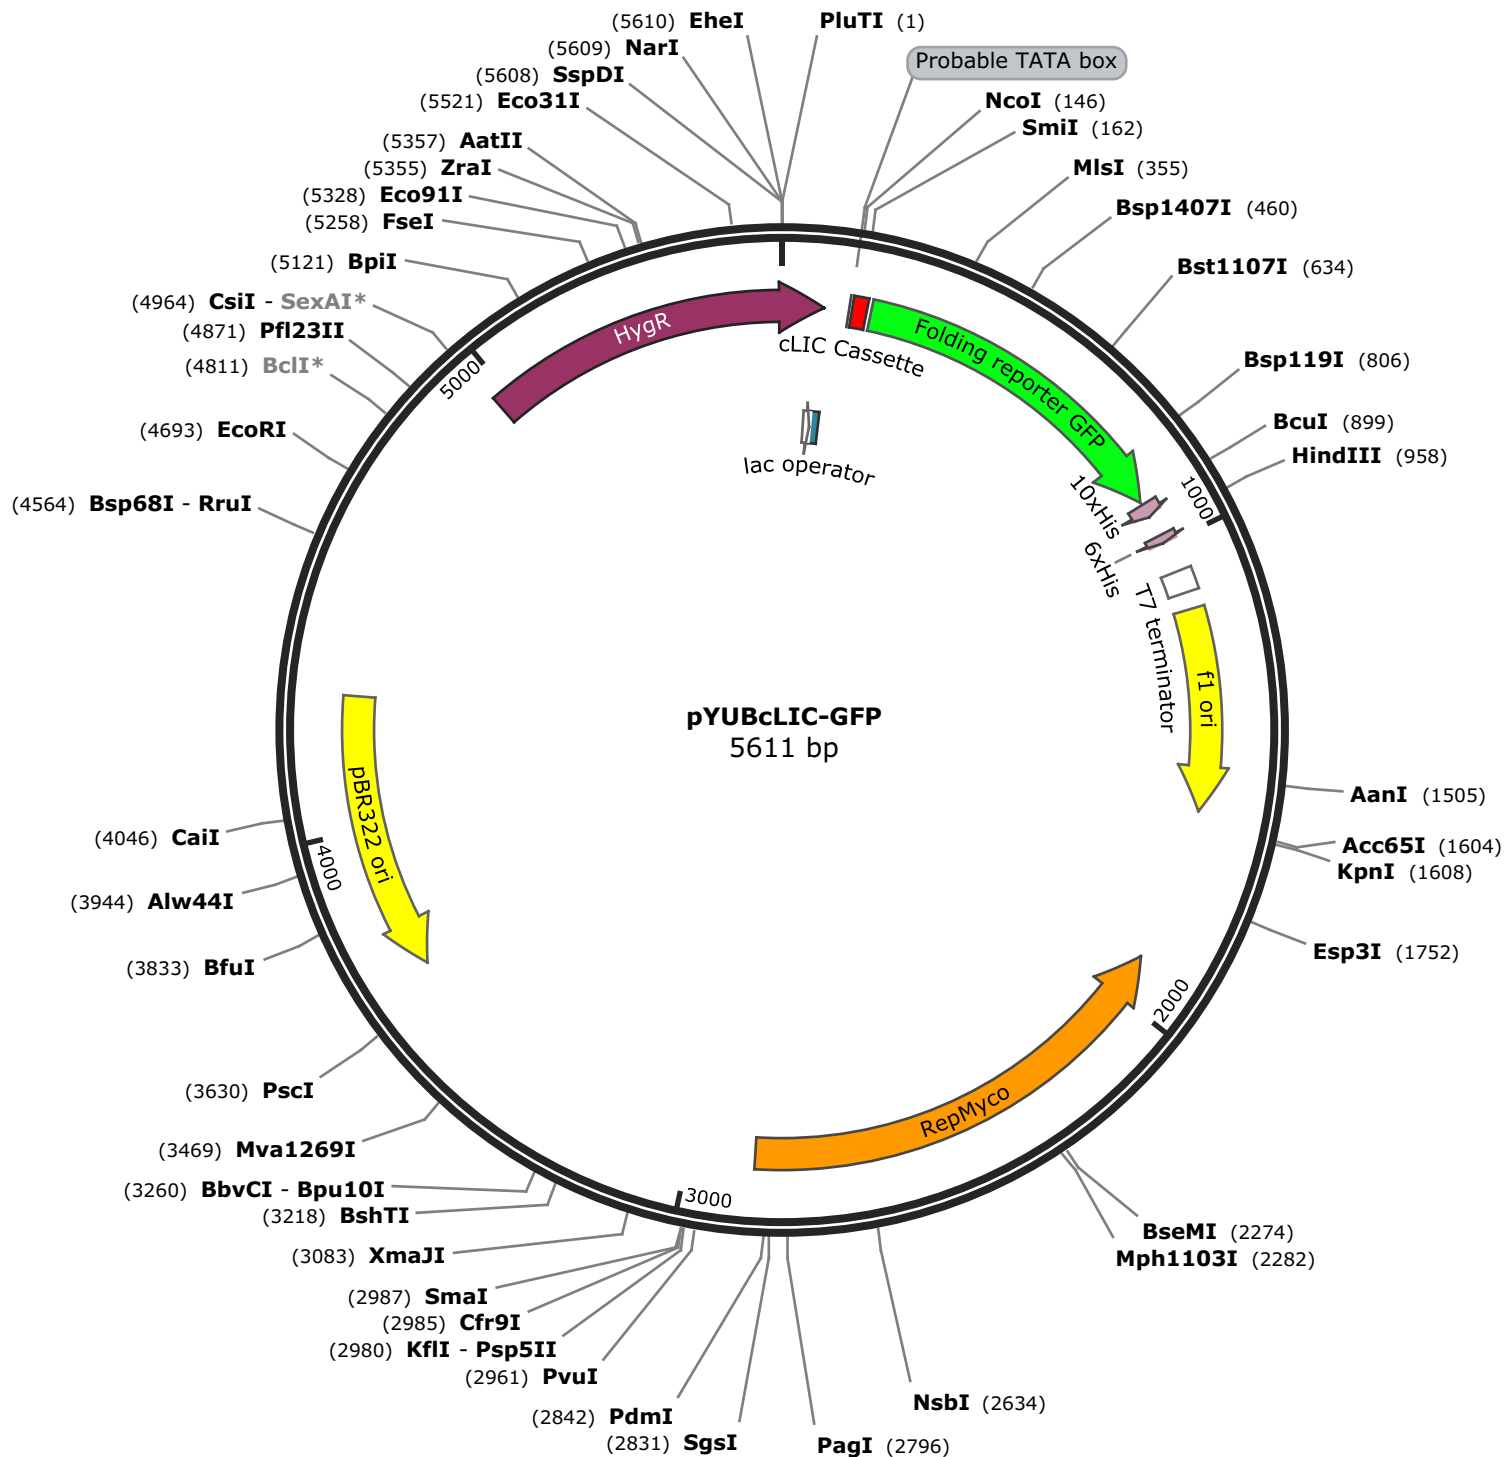 (5610) EheI
PluTI (1)
(5609) NarI
(5608) SspDI
(5521) Eco31I
(5357) AatII
(5355) ZraI
(5328) Eco91I
(5258) FseI
(5121) BpiI
(4964) CsiI - SexAI*
(4871) Pfl23II
(4811) BclI*
(4693) EcoRI
(4564) Bsp68I - RruI
Probable TATA box
NcoI (146)
SmiI (162)
MlsI (355)
Bsp1407I (460)
Bst1107I (634)
Bsp119I (806)
BcuI (899)
HindIII (958)
HygR
cLIC Cassette
Folding reporter GFP
lac operator
10xHis
6xHis
T7 terminator
f1 ori
1000
2000
3000
4000
5000
pYUBcLIC-GFP
5611 bp
pBR322 ori
RepMyco
AanI (1505)
Acc65I (1604)
KpnI (1608)
Esp3I (1752)
BseMI (2274)
Mph1103I (2282)
NsbI (2634)
PagI (2796)
(4046) CaiI
(3944) Alw44I
(3833) BfuI
(3630) PscI
(3469) Mva1269I
(3260) BbvCI - Bpu10I
(3218) BshTI
(3083) XmaJI
(2987) SmaI
(2985) Cfr9I
(2980) KflI - Psp5II
(2961) PvuI
(2842) PdmI
(2831) SgsI